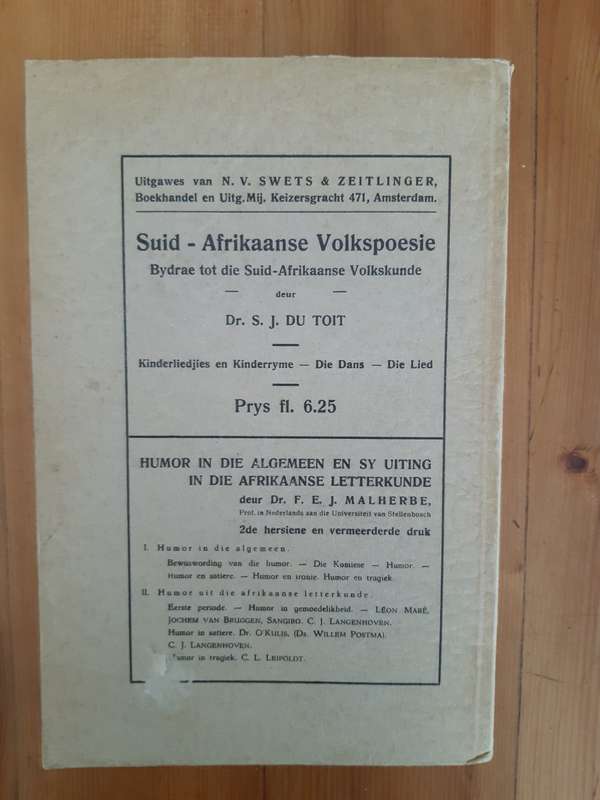 Uitgawes van N. V. SWETS & ZEITLINGER,
Boekhandel en Uitg.Mij. Keizersgracht 471, Amsterdam.
Suid - Afrikaanse Volkspoesie
Bydrae tot die Suid-Afrikaanse Volkskunde
— deur —
Dr. S. J. DU TOIT
Kinderliedjies en Kinderryme — Die Dans — Die Lied
Prys fl. 6.25
HUMOR IN DIE ALGEMEEN EN SY UITING
IN DIE AFRIKAANSE LETTERKUNDE
deur Dr. F. E. J. MALHERBE,
Prof. in Nederlands aan die Universiteit van Stellenbosch
2de hersiene en vermeerderde druk
I. Humor in die algemeen.
Bewuswording van die humor. — Die Komiese — Humor. —
Humor en satiere. — Humor en ironie. Humor en tragiek.
II. Humor uit die afrikaanse letterkunde.
Eerste periode. — Humor in gemoedelikheid. — LÉON MARÉ,
JOCHEM VAN BRUGGEN, SANGIRO. C. J. LANGENHOVEN.
Humor in satiere. Dr. O'KULIS. (Ds. WILLEM POSTMA).
C. J. LANGENHOVEN.
umor in tragiek. C. L. LEIPOLDT.